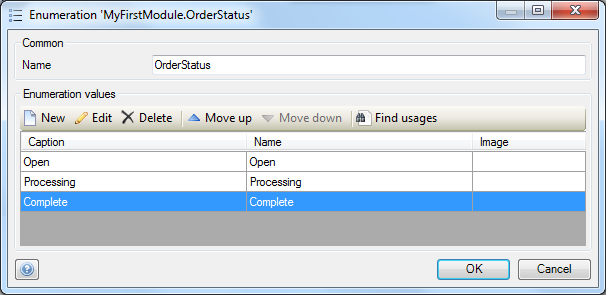 Enumeration 'MyFirstModule.OrderStatus'
Common
Name OrderStatus
Enumeration values
New Edit Delete Move up Move down Find usages
Caption Name Image
Open Open
Processing Processing
Complete Complete
? OK Cancel